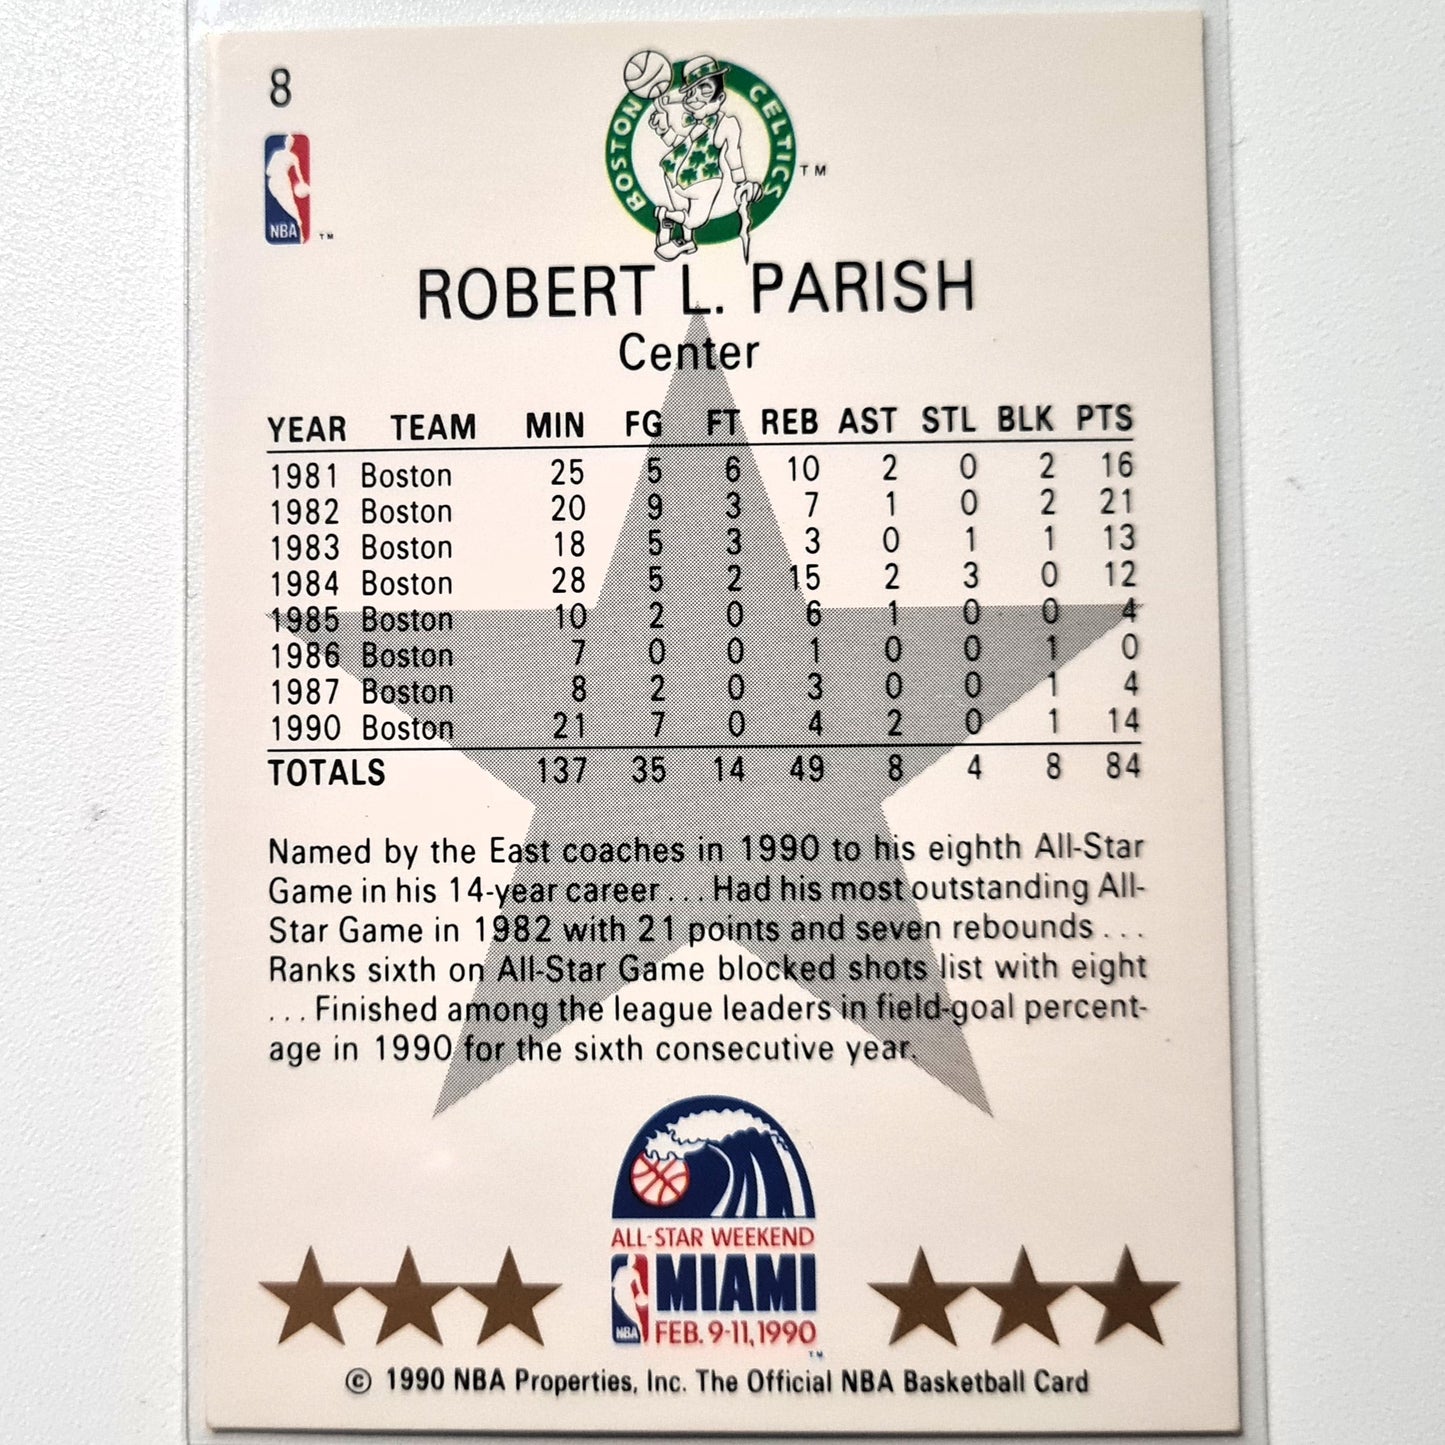 8
BOSTON CELTICS
TM
NBA
TM
ROBERT L. PARISH
Center
YEAR TEAM MIN FG FT REB AST STL BLK PTS
1981 Boston 25 5 6 10 2 0 2 16
1982 Boston 20 9 3 7 1 0 2 21
1983 Boston 18 5 3 3 0 1 1 13
1984 Boston 28 5 2 15 2 3 0 12
1985 Boston 10 2 0 6 1 0 0 4
1986 Boston 7 0 0 1 0 0 1 0
1987 Boston 8 2 0 3 0 0 1 4
1990 Boston 21 7 0 4 2 0 1 14
TOTALS 137 35 14 49 8 4 8 84
Named by the East coaches in 1990 to his eighth All-Star
Game in his 14-year career . . . Had his most outstanding All-
Star Game in 1982 with 21 points and seven rebounds . . .
Ranks sixth on All-Star Game blocked shots list with eight
. . . Finished among the league leaders in field-goal percent-
age in 1990 for the sixth consecutive year.
ALL-STAR WEEKEND
MIAMI
NBA FEB. 9-11, 1990
TM
© 1990 NBA Properties, Inc. The Official NBA Basketball Card